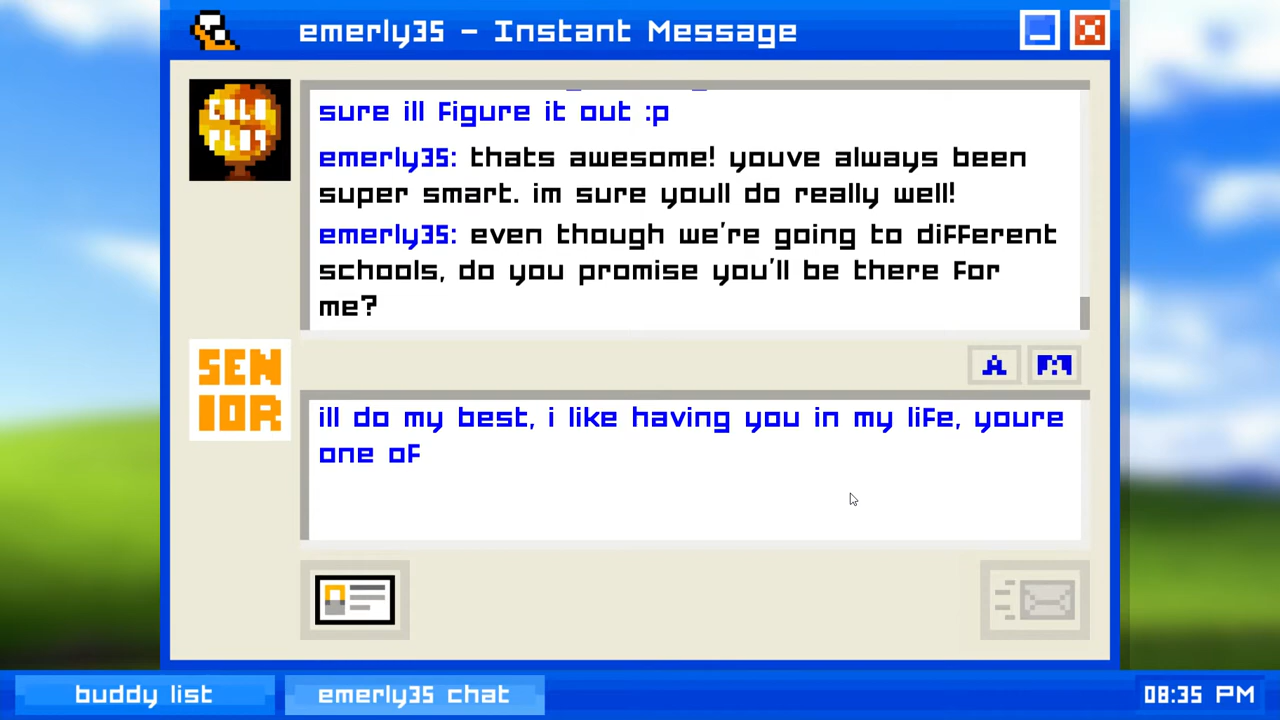 emerly35 - Instant Message
COLD
PLAY
sure ill figure it out :p
emerly35: thats awesome! youve always been
super smart. im sure youll do really well!
emerly35: even though we're going to different
schools, do you promise you'll be there for
me?
SEN
IOR
A
ill do my best, i like having you in my life, youre
one of
buddy list
emerly35 chat
08:35 PM